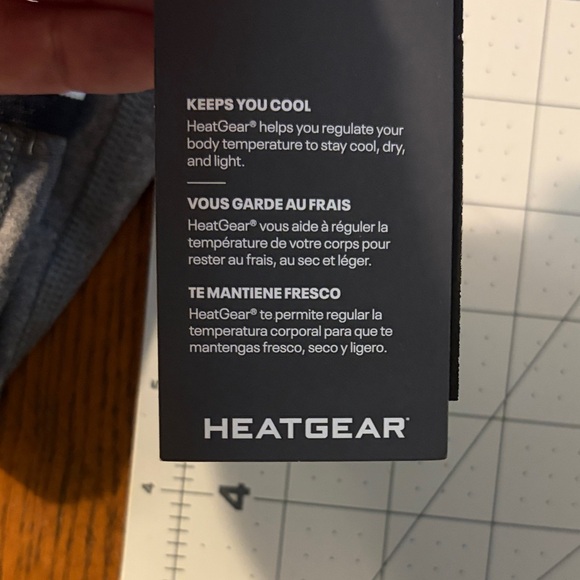 KEEPS YOU COOL
HeatGear® helps you regulate your
body temperature to stay cool, dry,
and light.
VOUS GARDE AU FRAIS
HeatGear® vous aide à réguler la
température de votre corps pour
rester au frais, au sec et léger.
TE MANTIENE FRESCO
HeatGear® te permite regular la
temperatura corporal para que te
mantengas fresco, seco y ligero.
HEATGEAR™
4
4